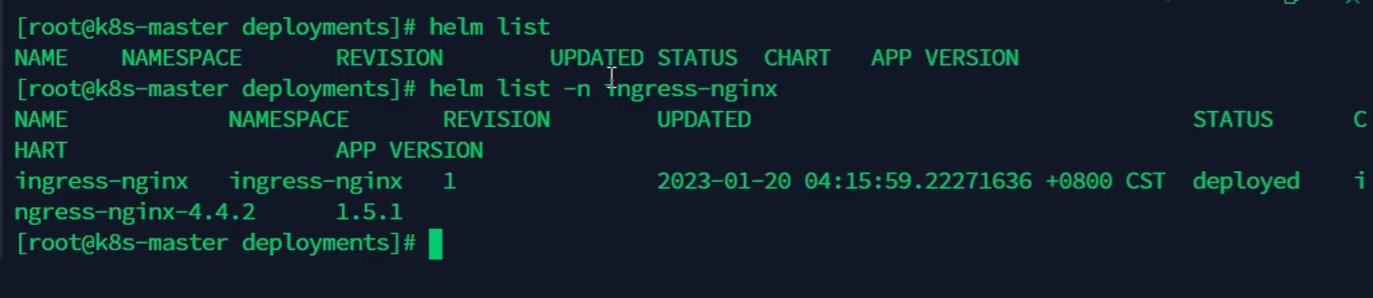 [root@k8s-master deployments]# helm list
NAME    NAMESPACE       REVISION        UPDATED STATUS  CHART   APP VERSION
[root@k8s-master deployments]# helm list -n ingress-nginx
NAME            NAMESPACE       REVISION        UPDATED                                 STATUS      C
HART                    APP VERSION
ingress-nginx   ingress-nginx   1               2023-01-20 04:15:59.22271636 +0800 CST  deployed    i
ngress-nginx-4.4.2      1.5.1
[root@k8s-master deployments]#